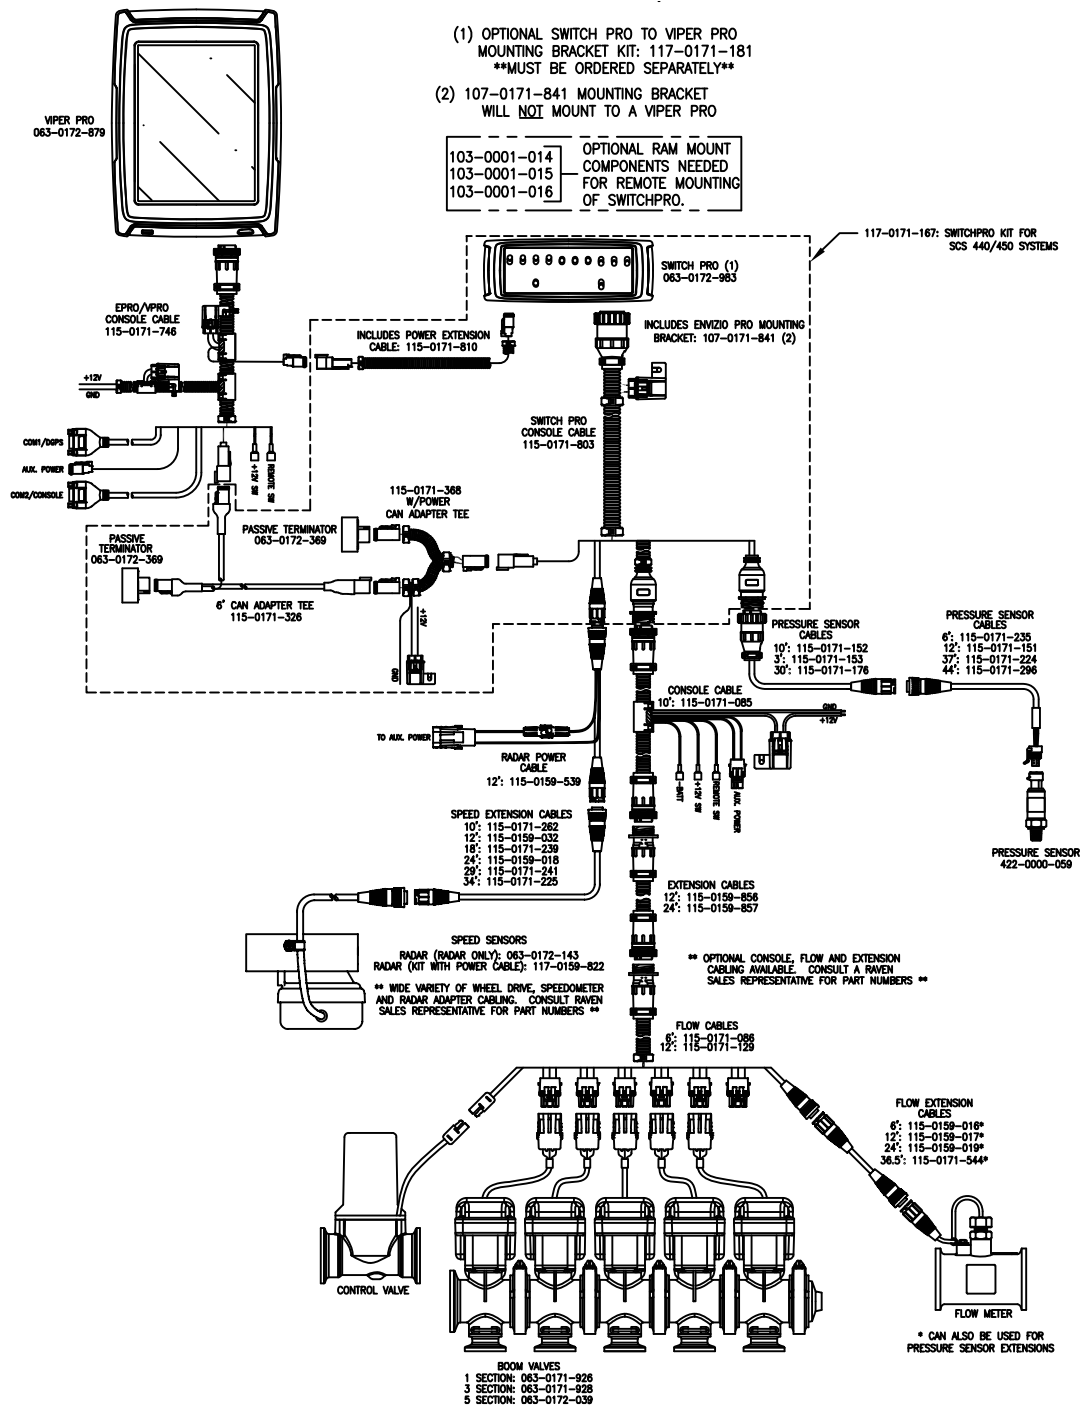 (1) OPTIONAL SWITCH PRO TO VIPER PRO
MOUNTING BRACKET KIT: 117-0171-181
**MUST BE ORDERED SEPARATELY**
(2) 107-0171-841 MOUNTING BRACKET
WILL NOT MOUNT TO A VIPER PRO
VIPER PRO
063-0172-879
103-0001-014
103-0001-015
103-0001-016
OPTIONAL RAM MOUNT
COMPONENTS NEEDED
FOR REMOTE MOUNTING
OF SWITCHPRO.
117-0171-167: SWITCHPRO KIT FOR
SCS 440/450 SYSTEMS
SWITCH PRO (1)
063-0172-983
EPRO/VPRO
CONSOLE CABLE
115-0171-746
INCLUDES POWER EXTENSION
CABLE: 115-0171-810
INCLUDES ENVIZIO PRO MOUNTING
BRACKET: 107-0171-841 (2)
+12V
GND
SWITCH PRO
CONSOLE CABLE
115-0171-803
COM1/DGPS
AUX. POWER
COM2/CONSOLE
+12V SW
REMOTE SW
115-0171-368
W/POWER
CAN ADAPTER TEE
PASSIVE TERMINATOR
063-0172-369
PASSIVE
TERMINATOR
063-0172-369
6' CAN ADAPTER TEE
115-0171-326
+12V
GND
PRESSURE SENSOR
CABLES
10': 115-0171-152
3': 115-0171-153
30': 115-0171-176
PRESSURE SENSOR
CABLES
6': 115-0171-235
12': 115-0171-151
37': 115-0171-224
44': 115-0171-296
CONSOLE CABLE
10': 115-0171-085
GND
+12V
TO AUX. POWER
RADAR POWER
CABLE
12': 115-0159-539
-BATT
+12V SW
REMOTE SW
AUX. POWER
SPEED EXTENSION CABLES
10': 115-0171-262
12': 115-0159-032
18': 115-0171-239
24': 115-0159-018
29': 115-0171-241
34': 115-0171-225
PRESSURE SENSOR
422-0000-059
EXTENSION CABLES
12': 115-0159-856
24': 115-0159-857
SPEED SENSORS
RADAR (RADAR ONLY): 063-0172-143
RADAR (KIT WITH POWER CABLE): 117-0159-822
** WIDE VARIETY OF WHEEL DRIVE, SPEEDOMETER
AND RADAR ADAPTER CABLING. CONSULT RAVEN
SALES REPRESENTATIVE FOR PART NUMBERS **
** OPTIONAL CONSOLE, FLOW AND EXTENSION
CABLING AVAILABLE. CONSULT A RAVEN
SALES REPRESENTATIVE FOR PART NUMBERS **
FLOW CABLES
6': 115-0171-086
12': 115-0171-129
FLOW EXTENSION
CABLES
6': 115-0159-016*
12': 115-0159-017*
24': 115-0159-019*
36.5': 115-0171-544*
CONTROL VALVE
FLOW METER
* CAN ALSO BE USED FOR
PRESSURE SENSOR EXTENSIONS
BOOM VALVES
1 SECTION: 063-0171-926
3 SECTION: 063-0171-928
5 SECTION: 063-0172-039